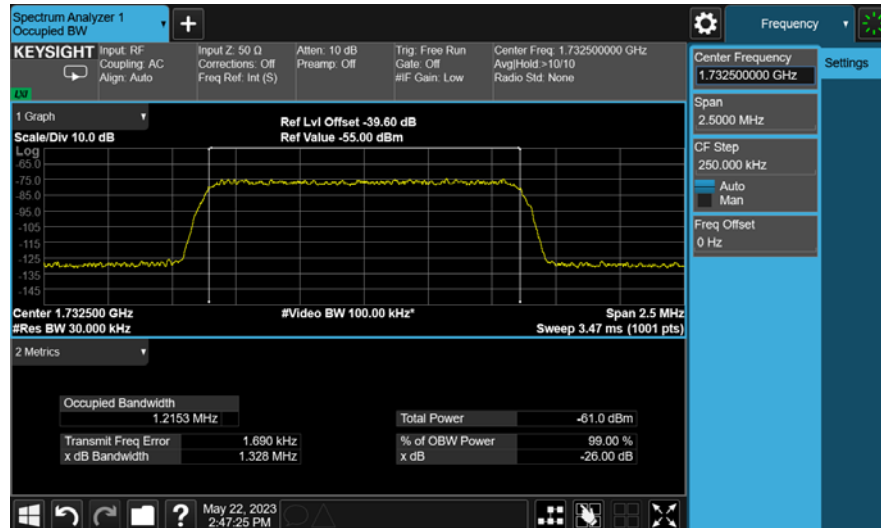 Spectrum Analyzer 1
Occupied BW
+
Frequency
KEYSIGHT
Input: RF
Coupling: AC
Align: Auto
Input Z: 50 Ω
Corrections: Off
Freq Ref: Int (S)
Atten: 10 dB
Preamp: Off
Trig: Free Run
Gate: Off
#IF Gain: Low
Center Freq: 1.732500000 GHz
Avg|Hold:>10/10
Radio Std: None
LXI
Center Frequency
1.732500000 GHz
Settings
Span
2.5000 MHz
CF Step
250.000 kHz
Auto
Man
Freq Offset
0 Hz
1 Graph
Scale/Div 10.0 dB
Ref Lvl Offset -39.60 dB
Ref Value -55.00 dBm
Log
-65.0
-75.0
-85.0
-95.0
-105
-115
-125
-135
-145
Center 1.732500 GHz
#Res BW 30.000 kHz
#Video BW 100.00 kHz*
Span 2.5 MHz
Sweep 3.47 ms (1001 pts)
2 Metrics
Occupied Bandwidth
1.2153 MHz
Total Power -61.0 dBm
Transmit Freq Error 1.690 kHz
% of OBW Power 99.00 %
x dB Bandwidth 1.328 MHz
x dB -26.00 dB
?
May 22, 2023
2:47:25 PM